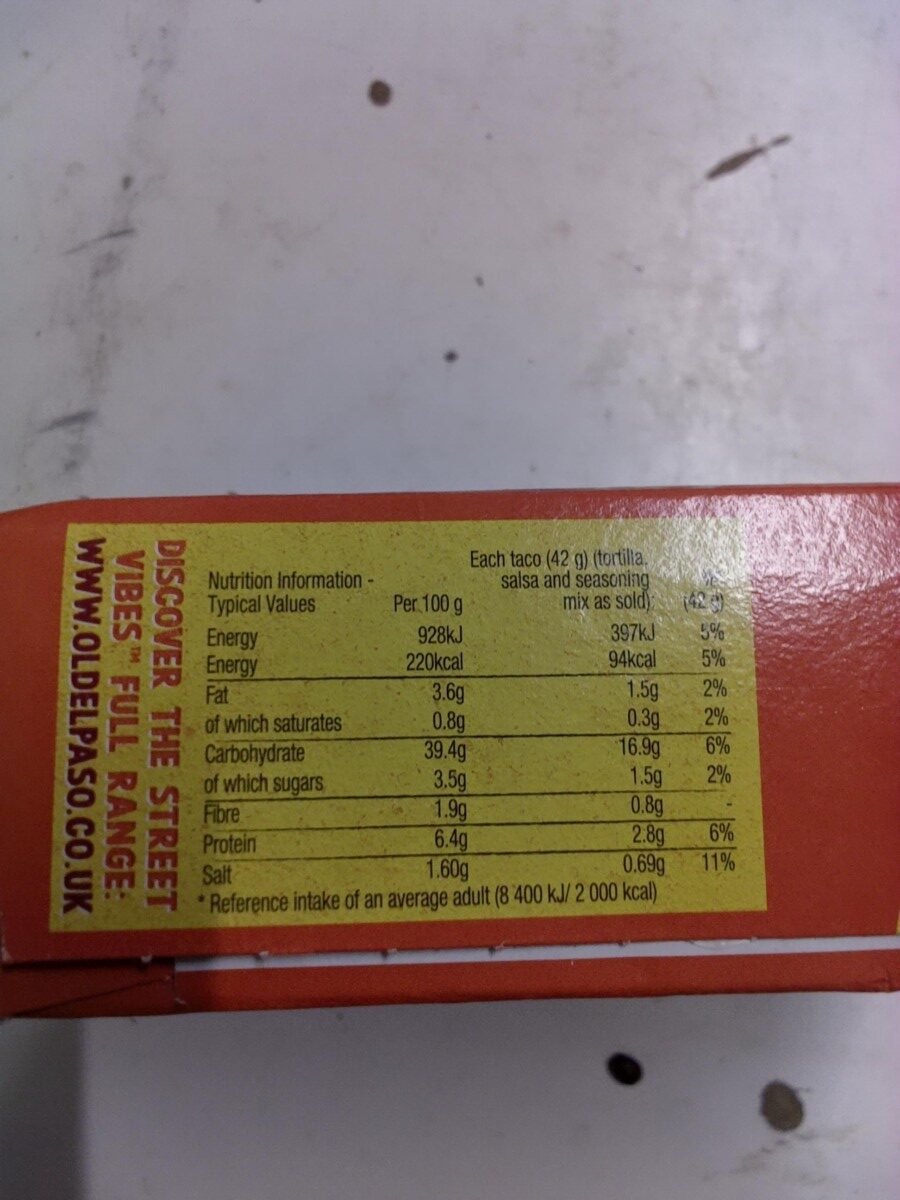 DISCOVER THE STREET
VIBES™ FULL RANGE:
WWW.OLDELPASO.CO.UK
Each taco (42 g) (tortilla,
Nutrition Information - salsa and seasoning
Typical Values Per 100 g mix as sold): (42 g)
Energy 928kJ 397kJ 5%
Energy 220kcal 94kcal 5%
Fat 3.6g 1.5g 2%
of which saturates 0.8g 0.3g 2%
Carbohydrate 39.4g 16.9g 6%
of which sugars 3.5g 1.5g 2%
Fibre 1.9g 0.8g -
Protein 6.4g 2.8g 6%
Salt 1.60g 0.69g 11%
* Reference intake of an average adult (8 400 kJ/ 2 000 kcal)